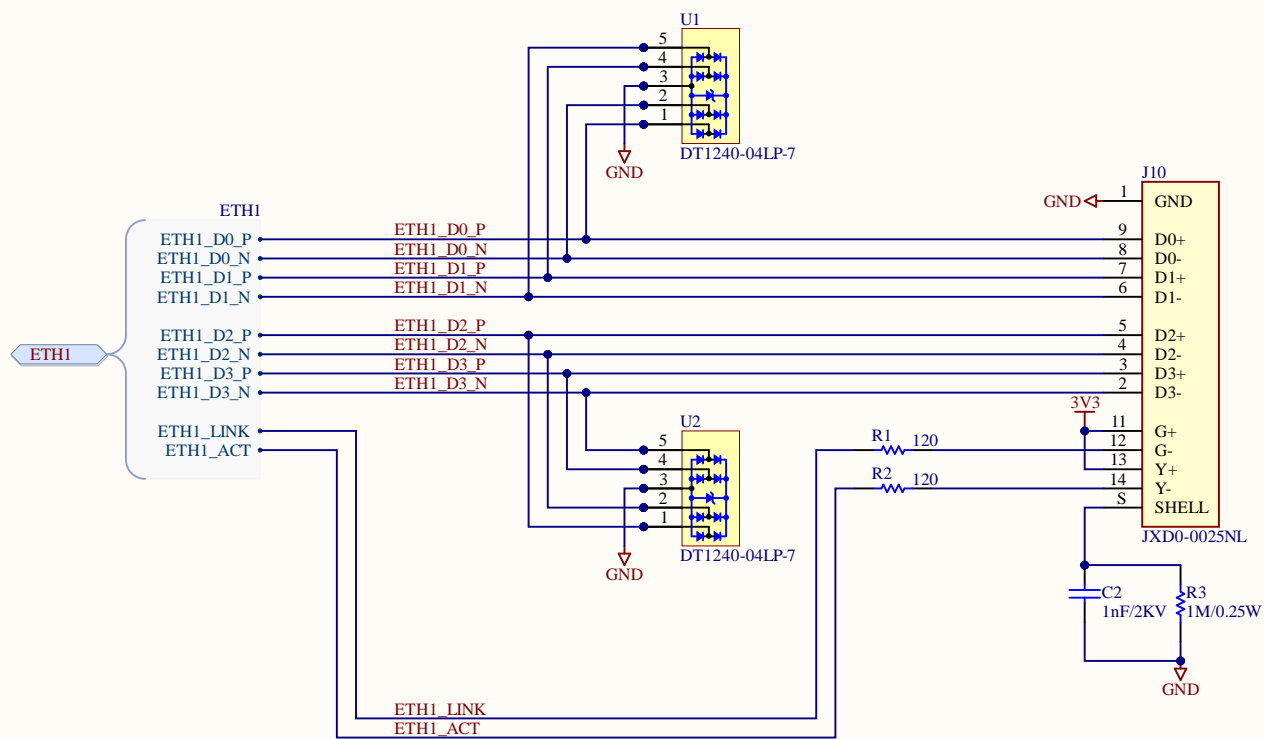 U1
5
4
3
2
1
DT1240-04LP-7
GND
J10
GND 1 GND
ETH1
ETH1_D0_P ETH1_D0_P 9 D0+
ETH1_D0_N ETH1_D0_N 8 D0-
ETH1_D1_P ETH1_D1_P 7 D1+
ETH1_D1_N ETH1_D1_N 6 D1-
ETH1_D2_P ETH1_D2_P 5 D2+
ETH1 ETH1_D2_N ETH1_D2_N 4 D2-
ETH1_D3_P ETH1_D3_P 3 D3+
ETH1_D3_N ETH1_D3_N 2 D3-
3V3
U2
ETH1_LINK 11 G+
ETH1_ACT 5 R1 120 12 G-
4 13 Y+
3 R2 120 14 Y-
2 S SHELL
1
JXD0-0025NL
DT1240-04LP-7
GND
C2 R3
1nF/2KV 1M/0.25W
GND
ETH1_LINK
ETH1_ACT